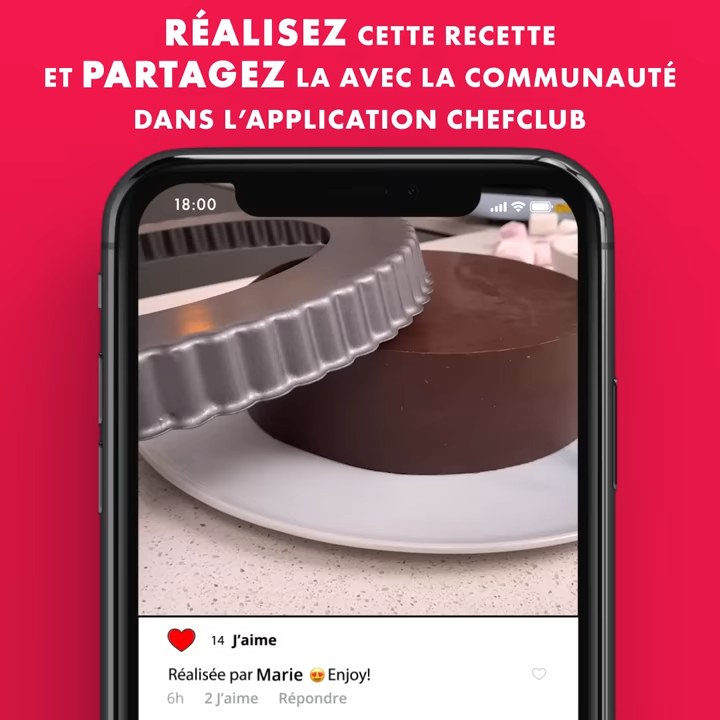 RÉALISEZ CETTE RECETTE
ET PARTAGEZ LA AVEC LA COMMUNAUTÉ
DANS L'APPLICATION CHEFCLUB
18:00
14 J'aime
Réalisée par Marie 😍 Enjoy!
6h 2 J'aime Répondre